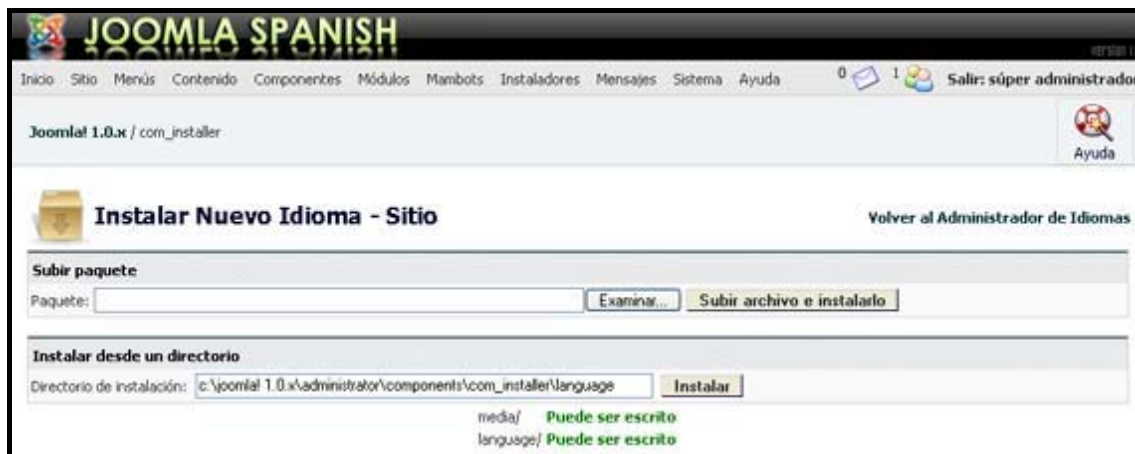 JOOMLA SPANISH
Inicio Sitio Menús Contenido Componentes Módulos Mambots Instaladores Mensajes Sistema Ayuda 0 1 Salir: súper administrado
Joomla! 1.0.x / com_installer
Ayuda
Instalar Nuevo Idioma - Sitio
Volver al Administrador de Idiomas
Subir paquete
Paquete: Examinar... Subir archivo e instalarlo
Instalar desde un directorio
Directorio de instalación: c:\joomla! 1.0.x\administrator\components\com_installer\language Instalar
media/ Puede ser escrito
language/ Puede ser escrito